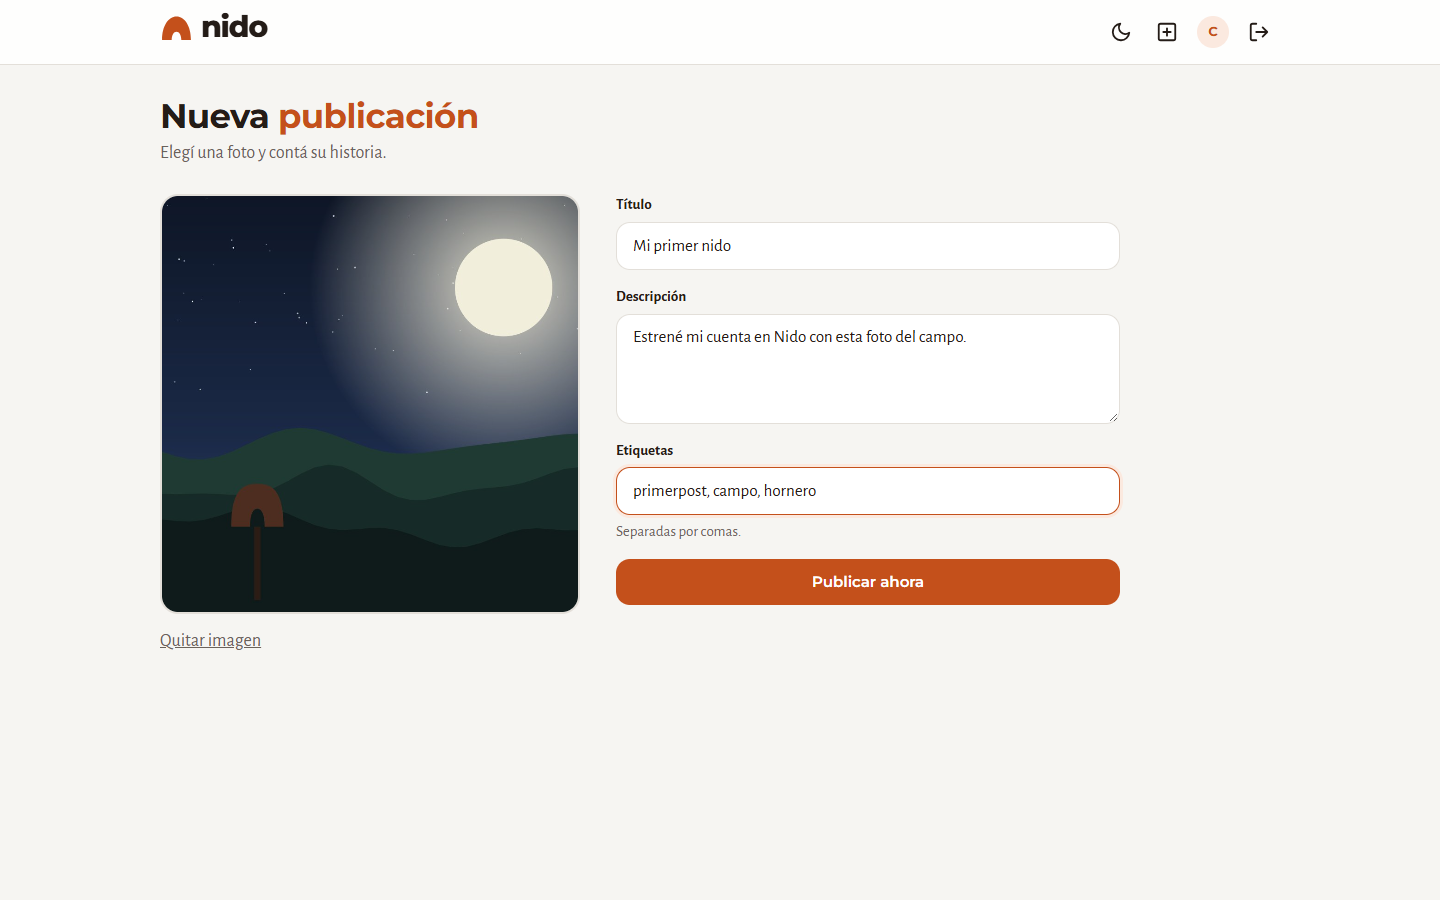 nido
C
Nueva publicación
Elegí una foto y contá su historia.
Título
Mi primer nido
Descripción
Estrené mi cuenta en Nido con esta foto del campo.
Etiquetas
primerpost, campo, hornero
Separadas por comas.
Publicar ahora
Quitar imagen